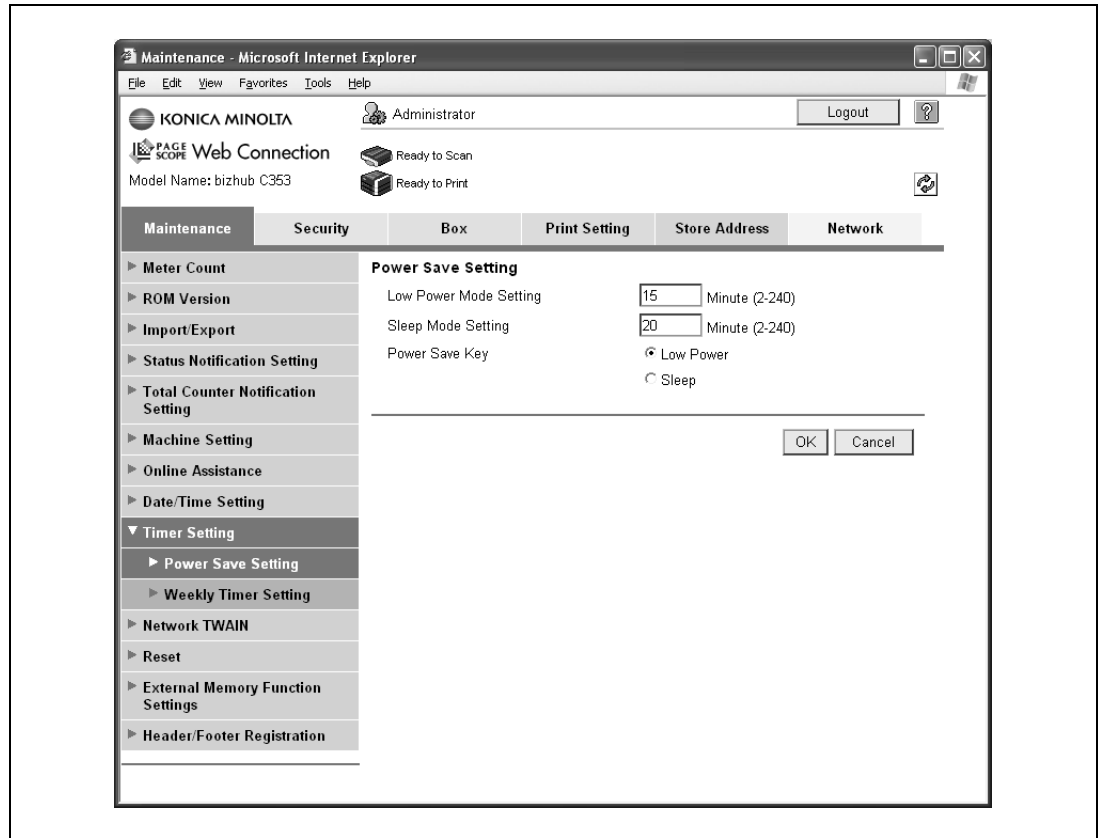 Maintenance - Microsoft Internet Explorer
File Edit View Favorites Tools Help
KONICA MINOLTA
Administrator
Logout
?
PAGE SCOPE Web Connection
Ready to Scan
Model Name: bizhub C353
Ready to Print
Maintenance Security Box Print Setting Store Address Network
Meter Count
ROM Version
Import/Export
Status Notification Setting
Total Counter Notification
Setting
Machine Setting
Online Assistance
Date/Time Setting
Timer Setting
Power Save Setting
Weekly Timer Setting
Network TWAIN
Reset
External Memory Function
Settings
Header/Footer Registration
Power Save Setting
Low Power Mode Setting 15 Minute (2-240)
Sleep Mode Setting 20 Minute (2-240)
Power Save Key Low Power
Sleep
OK Cancel